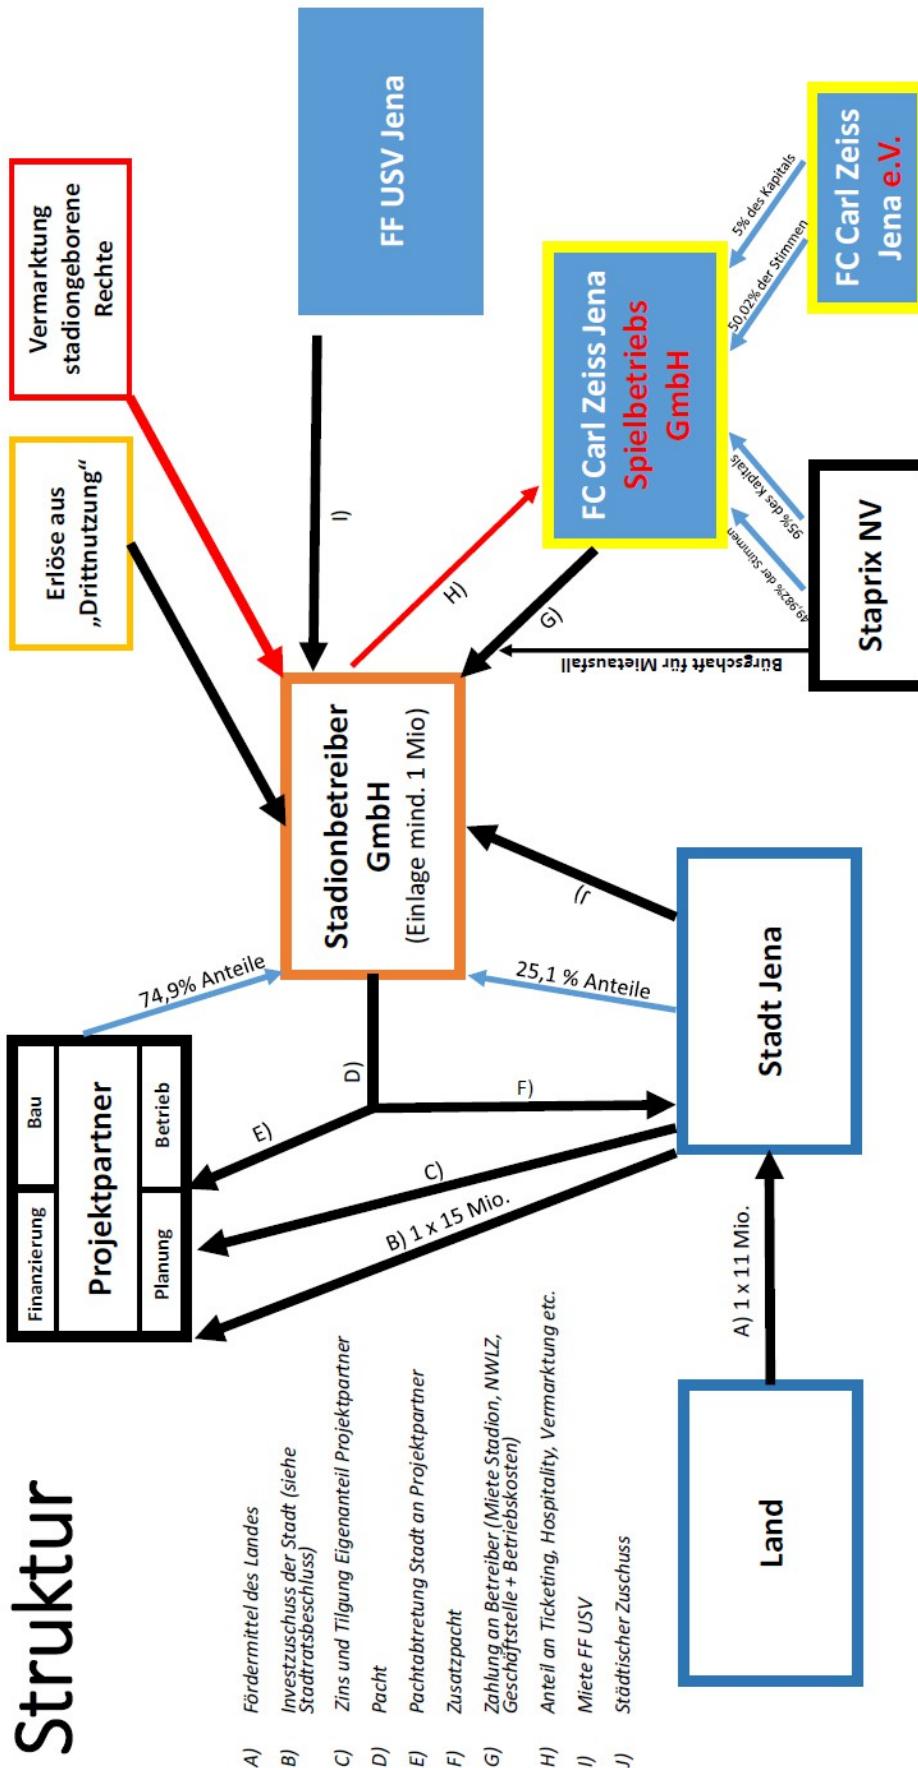 Struktur
A) Fördermittel des Landes
B) Investzuschuss der Stadt (siehe
Stadtratsbeschluss)
C) Zins und Tilgung Eigenanteil Projektpartner
D) Pacht
E) Pachtabtretung Stadt an Projektpartner
F) Zusatzpacht
G) Zahlung an Betreiber (Miete Stadion, NWLZ,
Geschäftstelle + Betriebskosten)
H) Anteil an Ticketing, Hospitality, Vermarktung etc.
I) Miete FF USV
J) Städtischer Zuschuss
Finanzierung
Bau
Projektpartner
Planung
Betrieb
74,9% Anteile
Erlöse aus
„Drittnutzung“
Vermarktung
stadiongeborene
Rechte
E)
D)
C)
B) 1 x 15 Mio.
F)
Stadionbetreiber
GmbH
(Einlage mind. 1 Mio)
I)
FF USV Jena
H)
G)
25,1 % Anteile
J)
FC Carl Zeiss Jena
Spielbetriebs
GmbH
Bürgschaft für Mietausfall
49,982% der Stimmen
95% des Kapitals
50,02% der Stimmen
5% des Kapitals
Land
A) 1 x 11 Mio.
Stadt Jena
Staprix NV
FC Carl Zeiss
Jena e.V.